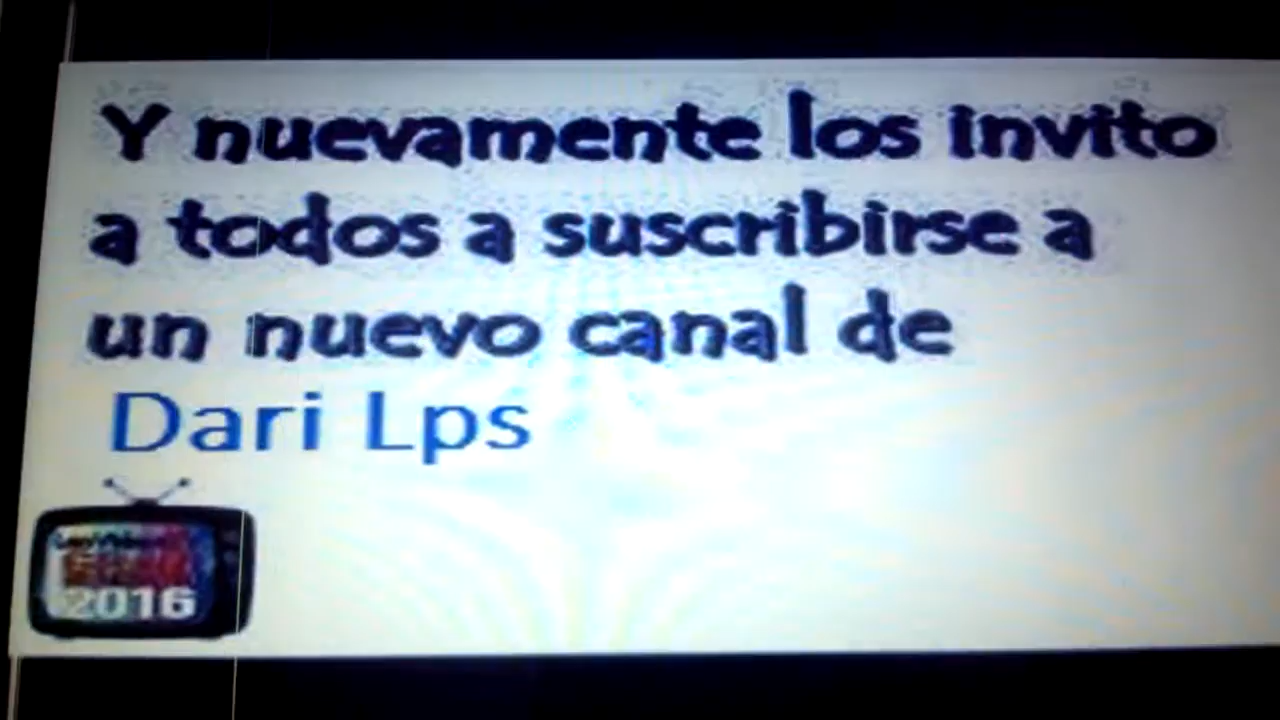 Y nuevamente los invito
a todos a suscribirse a
un nuevo canal de
Dari Lps
2016